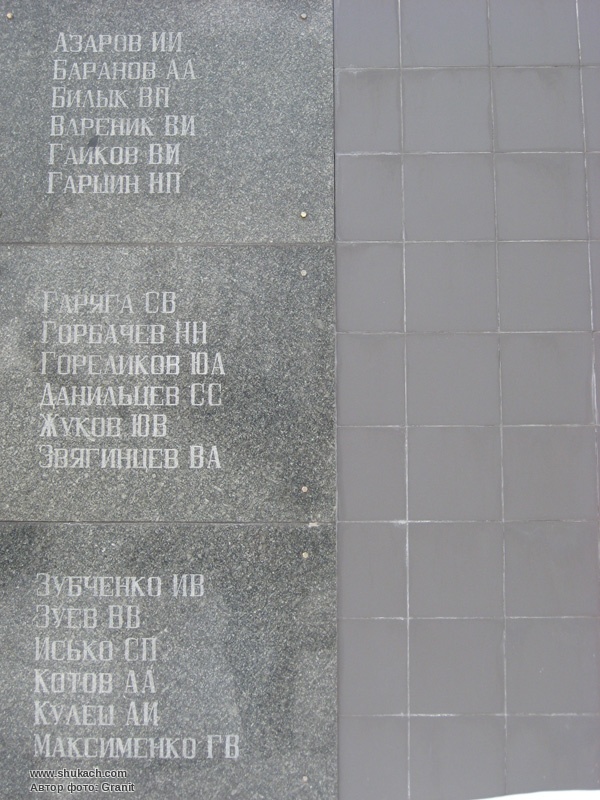 Азаров ИИ
Баранов АА
Билык ВП
Вареник ВИ
Гайков ВИ
Гаршин НП
Гаряга СВ
Горбачев НН
Гореликов ЮА
Данильцев СС
Жуков ЮВ
Звягинцев ВА
Зубченко ИВ
Зуев ВВ
Исько СП
Котов АА
Кулеш АИ
Максименко ГВ
www.shukach.com
Автор фото: Granit